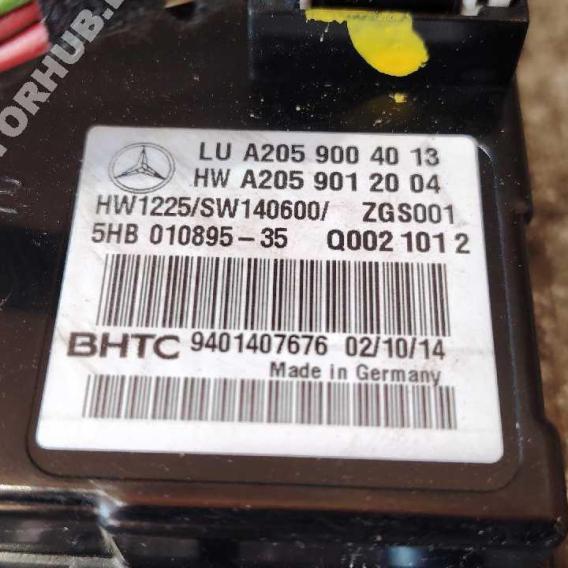 TORHUB.
LU A205 900 40 13
HW A205 901 20 04
HW1225/SW140600/ ZGS001
5HB 010895-35 Q002 101 2
BHTC 9401407676 02/10/14
Made in Germany